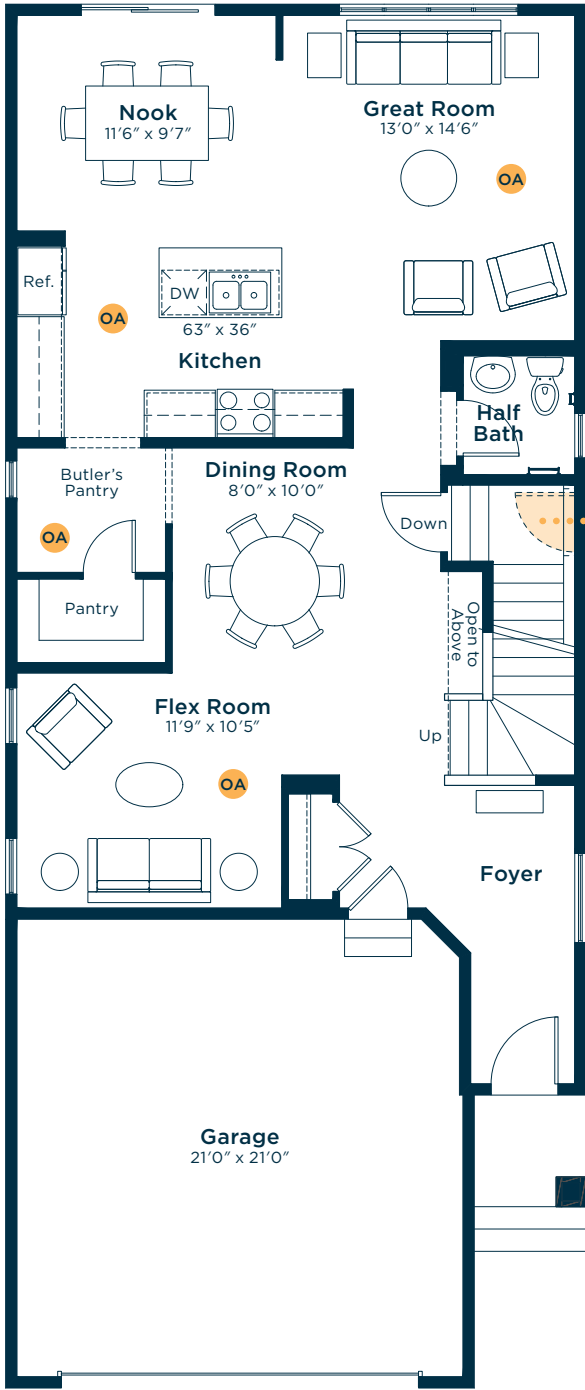 Nook
11'6" x 9'7"
Great Room
13'0" x 14'6"
OA
Ref.
DW
OA
63" x 36"
Kitchen
Half
Bath
Butler's
Pantry
Dining Room
8'0" x 10'0"
Down
OA
Pantry
Open to
Above
Flex Room
11'9" x 10'5"
Up
OA
Foyer
Garage
21'0" x 21'0"